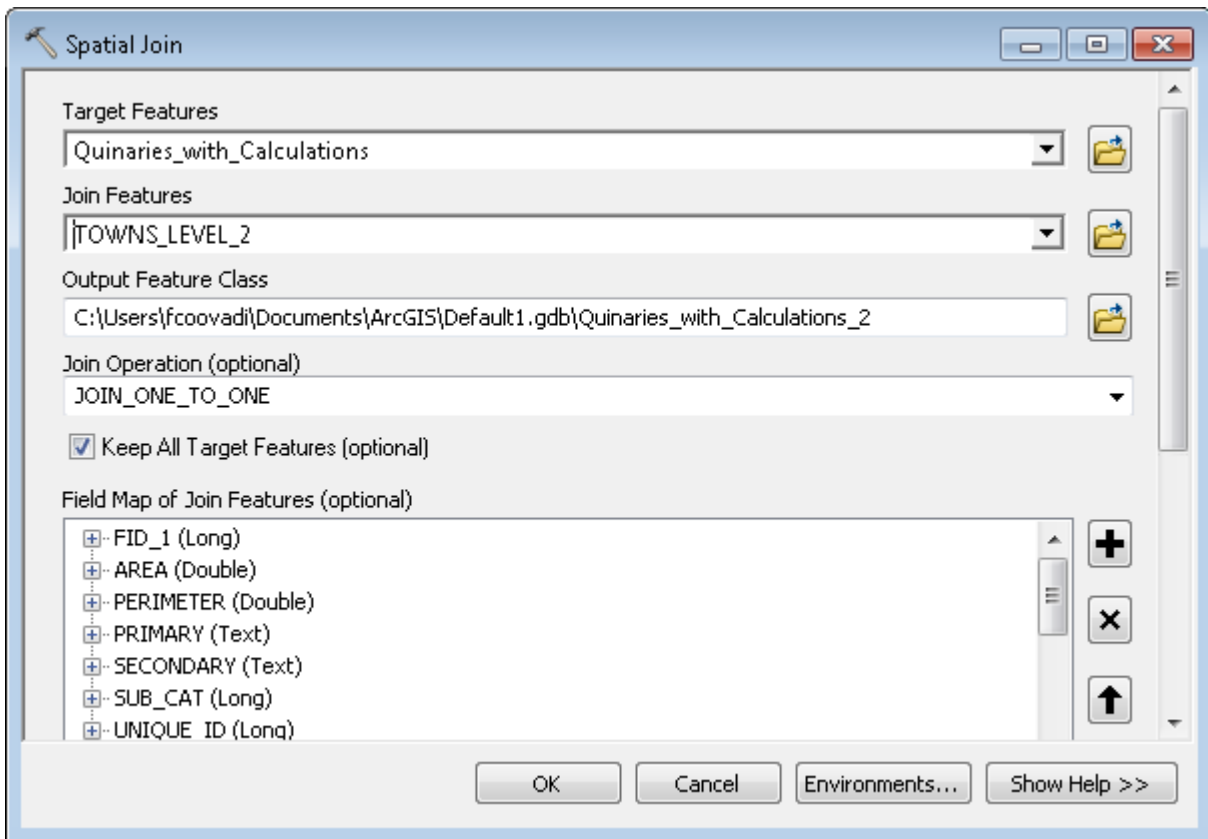 Spatial Join
Target Features
Quinaries_with_Calculations
Join Features
TOWNS_LEVEL_2
Output Feature Class
C:\Users\fcoovadi\Documents\ArcGIS\Default1.gdb\Quinaries_with_Calculations_2
Join Operation (optional)
JOIN_ONE_TO_ONE
Keep All Target Features (optional)
Field Map of Join Features (optional)
FID_1 (Long)
AREA (Double)
PERIMETER (Double)
PRIMARY (Text)
SECONDARY (Text)
SUB_CAT (Long)
UNIQUE_ID (Long)
OK Cancel Environments... Show Help >>